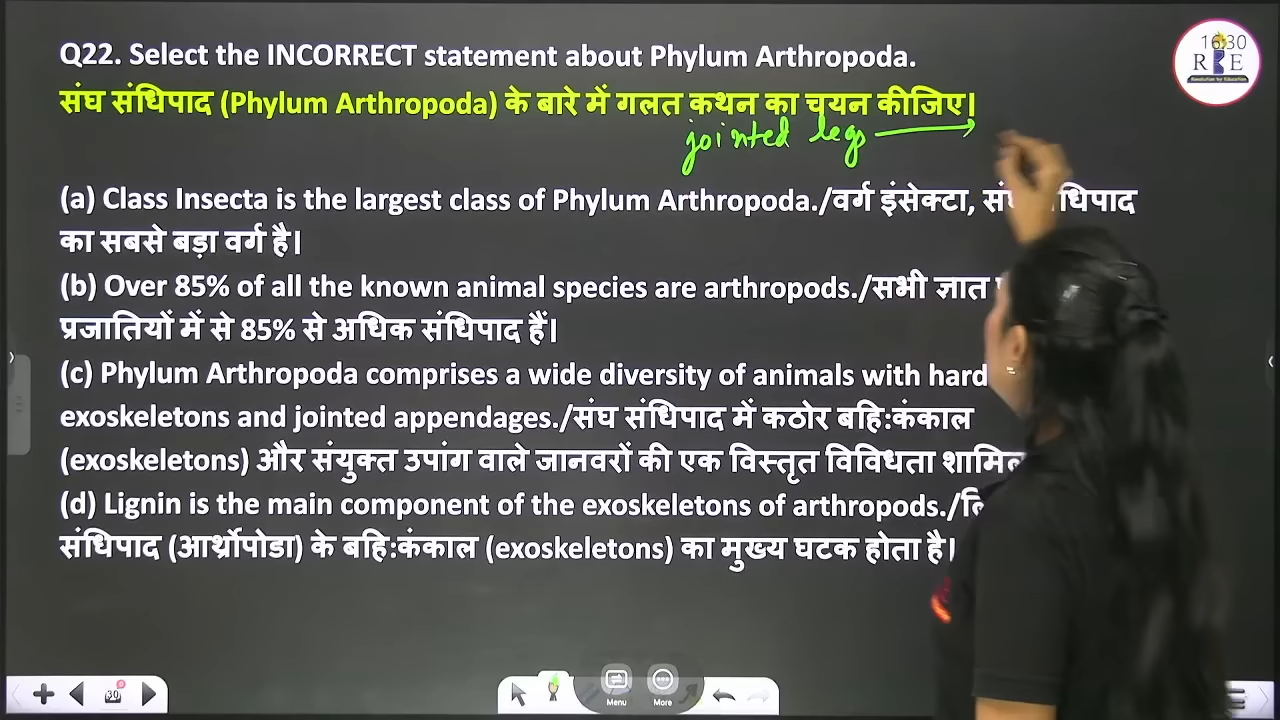 Q22. Select the INCORRECT statement about Phylum Arthropoda.
16:30
R E
संघ संधिपाद (Phylum Arthropoda) के बारे में गलत कथन का चयन कीजिए।
jointed legs
(a) Class Insecta is the largest class of Phylum Arthropoda./वर्ग इंसेक्टा,
का सबसे बड़ा वर्ग है।
(b) Over 85% of all the known animal species are arthropods./सभी ज्ञात
प्रजातियों में से 85% से अधिक संधिपाद हैं।
(c) Phylum Arthropoda comprises a wide diversity of animals with hard
exoskeletons and jointed appendages./संघ संधिपाद में कठोर बहि:कंकाल
(exoskeletons) और संयुक्त उपांग वाले जानवरों की एक विस्तृत विविधता
(d) Lignin is the main component of the exoskeletons of arthropods./
संधिपाद (आर्थ्रोपोडा) के बहि:कंकाल (exoskeletons) का मुख्य घटक होता है।
30
Menu More